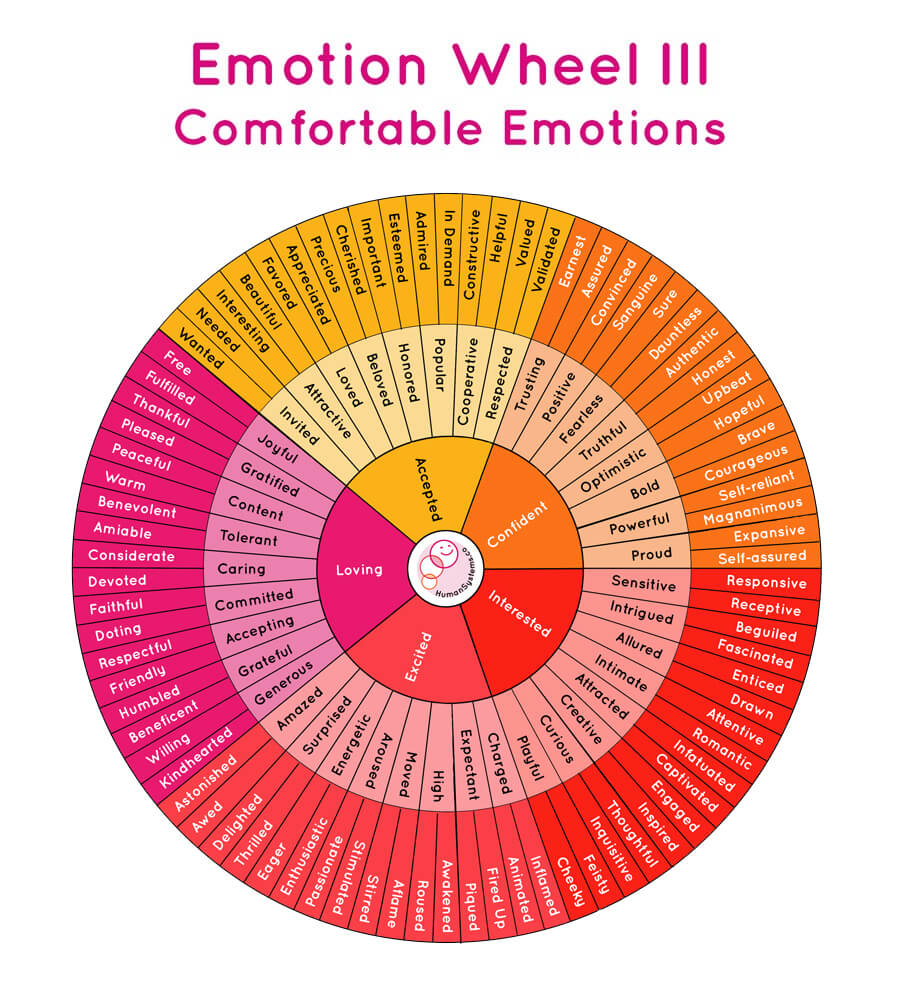 Emotion Wheel III
Comfortable Emotions
HumanSystems.co
Accepted
Confident
Interested
Excited
Loving
Invited
Attractive
Loved
Beloved
Honored
Popular
Cooperative
Respected
Trusting
Positive
Fearless
Truthful
Optimistic
Bold
Powerful
Proud
Sensitive
Intrigued
Allured
Intimate
Attracted
Creative
Curious
Playful
Charged
Expectant
High
Moved
Aroused
Energetic
Surprised
Amazed
Generous
Grateful
Accepting
Committed
Caring
Tolerant
Content
Gratified
Joyful
Wanted
Needed
Interesting
Beautiful
Favored
Appreciated
Precious
Cherished
Important
Esteemed
Admired
In Demand
Constructive
Helpful
Valued
Validated
Earnest
Assured
Convinced
Sanguine
Sure
Dauntless
Authentic
Honest
Upbeat
Hopeful
Brave
Courageous
Self-reliant
Magnanimous
Expansive
Self-assured
Responsive
Receptive
Beguiled
Fascinated
Enticed
Drawn
Attentive
Romantic
Infatuated
Captivated
Engaged
Inspired
Thoughtful
Inquisitive
Feisty
Cheeky
Inflamed
Animated
Fired Up
Piqued
Awakened
Roused
Aflame
Stirred
Stimulated
Passionate
Enthusiastic
Eager
Thrilled
Delighted
Awed
Astonished
Kindhearted
Willing
Beneficent
Humbled
Friendly
Respectful
Doting
Faithful
Devoted
Considerate
Amiable
Benevolent
Warm
Peaceful
Pleased
Thankful
Fulfilled
Free